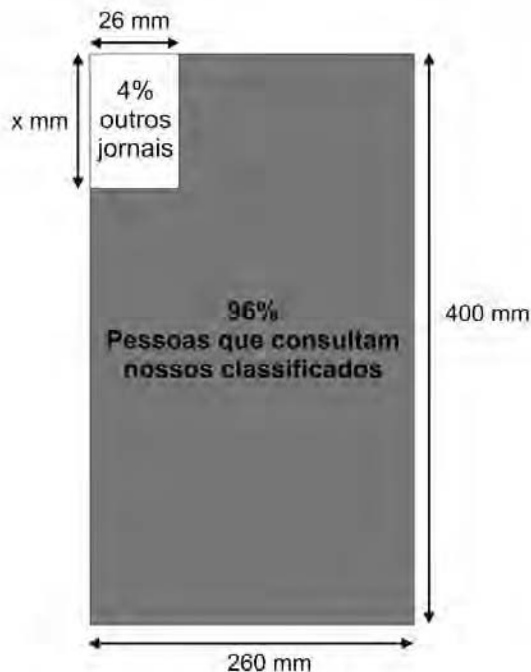 26 mm
x mm
4%
outros
jornais
96%
Pessoas que consultam
nossos classificados
400 mm
260 mm